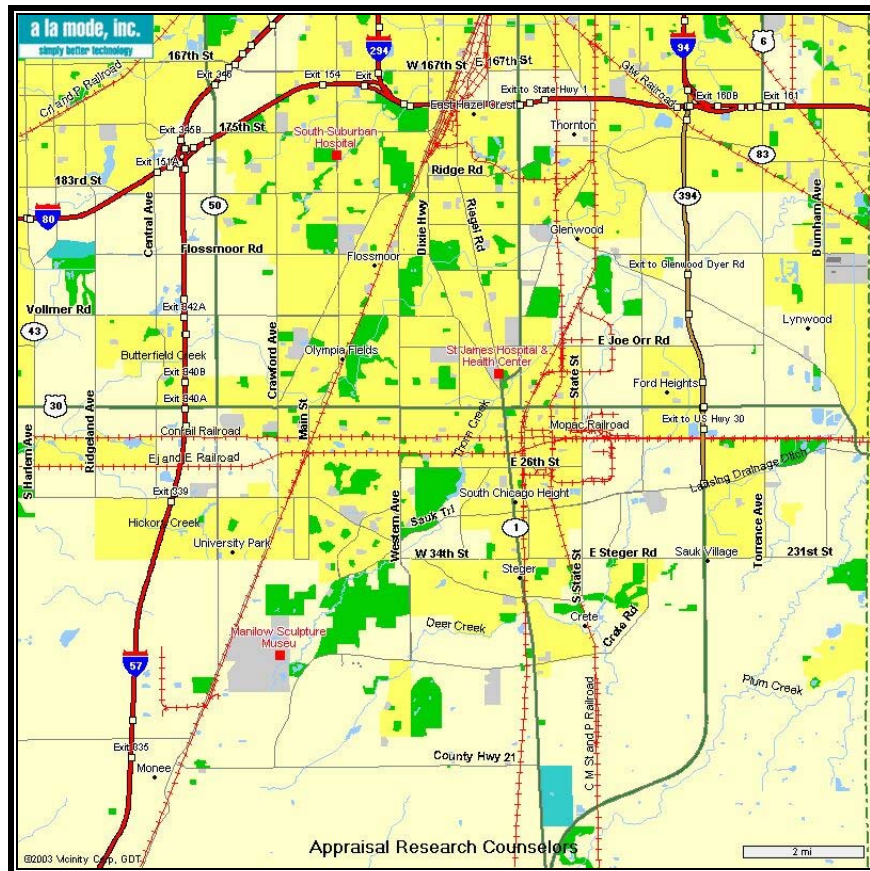 a la mode, inc.
simply better technology
167th St
Exit 346
294
W 167th St
E 167th St
94
6
Crl and P Railroad
Exit 154
Exit
Exit to State Hwy 1
Gtw Railroad
Exit 160B
Exit 161
East Hazel Crest
Exit 345B
175th St
South Suburban
Hospital
Thornton
83
Exit 151A
183rd St
Ridge Rd
Central Ave
50
394
Burnham Ave
80
Dixie Hwy
Riegel Rd
Glenwood
Flossmoor Rd
Flossmoor
Exit to Glenwood Dyer Rd
Vollmer Rd
Exit 342A
43
Lynwood
Crawford Ave
E Joe Orr Rd
Butterfield Creek
Olympia Fields
St James Hospital &
Health Center
State St
Exit 340B
Ford Heights
30
Exit 340A
Exit to US Hwy 30
S Harlem Ave
Ridgeland Ave
Main St
Thorn Creek
Conrail Railroad
Mopac Railroad
Ej and E Railroad
E 26th St
Lansing Drainage Ditch
Exit 339
South Chicago Height
Hickory Creek
Western Ave
Sauk Trl
1
Torrence Ave
University Park
W 34th St
E Steger Rd
Sauk Village
231st St
Steger
S State St
Crete
Crete Rd
Deer Creek
Manilow Sculpture
Museu
57
Plum Creek
C M St and P Railroad
Exit 335
County Hwy 21
Monee
Appraisal Research Counselors
©2003 Vicinity Corp, GDT
2 mi